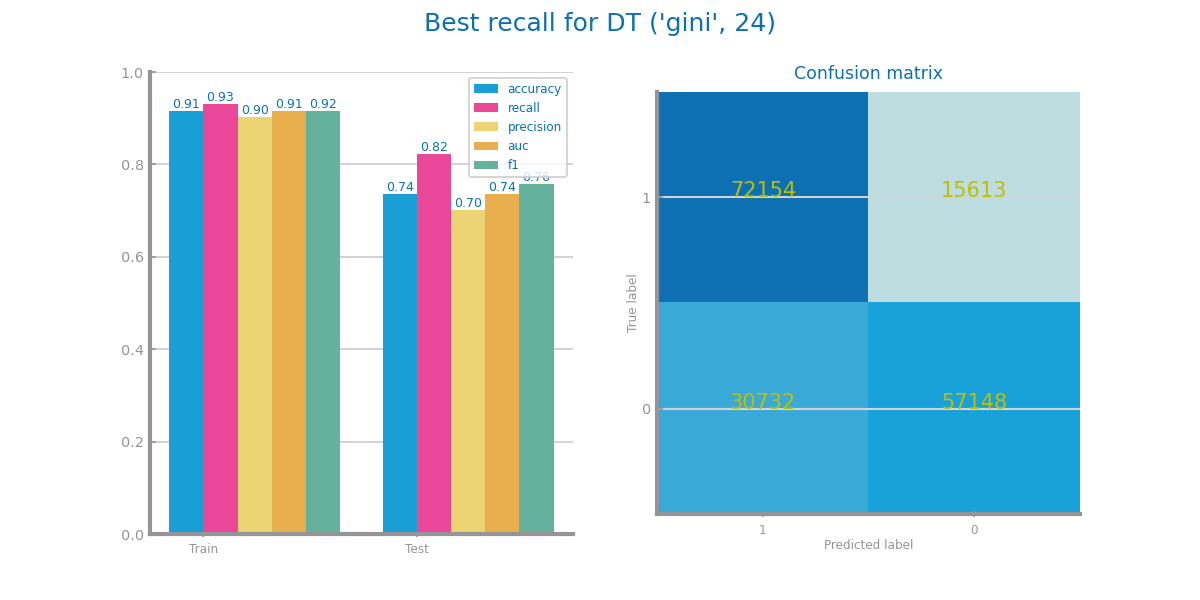 Best recall for DT ('gini', 24)
1.0
0.8
0.6
0.4
0.2
0.0
0.91
0.93
0.90
0.91
0.92
0.74
0.82
0.70
0.74
0.76
accuracy
recall
precision
auc
f1
Train
Test
Confusion matrix
True label
1
0
72154
15613
30732
57148
1
0
Predicted label